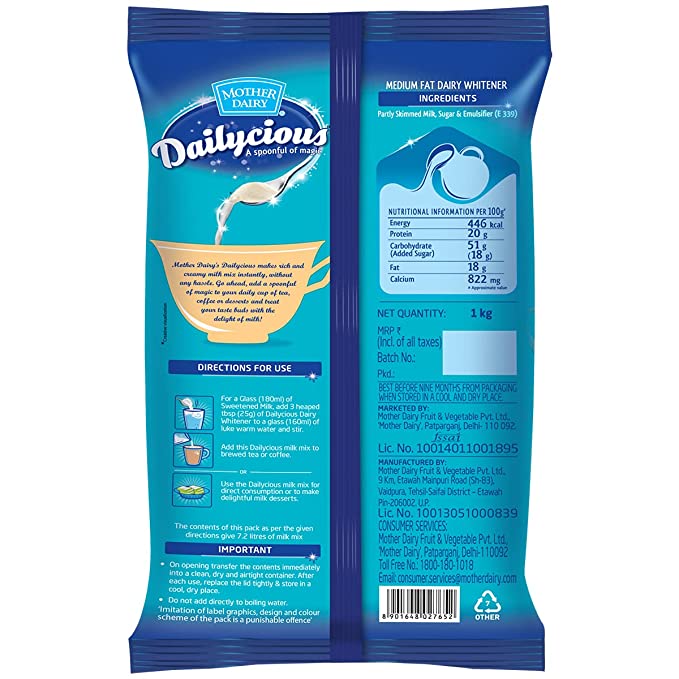 MOTHER
DAIRY
Dailycious
A spoonful of magic
Mother Dairy's Dailycious makes rich and
creamy milk mix instantly, without
any hassle. Go ahead, add a spoonful
of magic to your daily cup of tea,
coffee or desserts and treat
your taste buds with the
delight of milk!
*Creative visualisation
DIRECTIONS FOR USE
For a Glass (180ml) of
Sweetened Milk, add 3 heaped
tbsp (25g) of Dailycious Dairy
Whitener to a glass (160ml) of
luke warm water and stir.
Add this Dailycious milk mix to
brewed tea or coffee.
OR
Use the Dailycious milk mix for
direct consumption or to make
delightful milk desserts.
The contents of this pack as per the given
directions give 7.2 litres of milk mix
IMPORTANT
• On opening transfer the contents immediately
into a clean, dry and airtight container. After
each use, replace the lid tightly & store in a
cool, dry place.
• Do not add directly to boiling water.
'Imitation of label graphics, design and colour
scheme of the pack is a punishable offence'
MEDIUM FAT DAIRY WHITENER
INGREDIENTS
Partly Skimmed Milk, Sugar & Emulsifier (E 339)
NUTRITIONAL INFORMATION PER 100g*
Energy 446 kcal
Protein 20 g
Carbohydrate 51 g
(Added Sugar) (18 g)
Fat 18 g
Calcium 822 mg
* Approximate value
NET QUANTITY: 1 kg
MRP ₹
(Incl. of all taxes)
Batch No.:
Pkd.:
BEST BEFORE NINE MONTHS FROM PACKAGING
WHEN STORED IN A COOL AND DRY PLACE.
MARKETED BY:
Mother Dairy Fruit & Vegetable Pvt. Ltd.,
'Mother Dairy', Patparganj, Delhi- 110 092.
fssai
Lic. No. 10014011001895
MANUFACTURED BY:
Mother Dairy Fruit & Vegetable Pvt. Ltd.,
9 Km, Etawah Mainpuri Road (Sh-83),
Vaidpura, Tehsil-Saifai District – Etawah
Pin-206002. U.P.
Lic. No. 10013051000839
CONSUMER SERVICES:
Mother Dairy Fruit & Vegetable Pvt. Ltd.,
'Mother Dairy', Patparganj, Delhi-110092
Toll Free No.: 1800-180-1018
Email: consumer.services@motherdairy.com
8 901648 027652
7
OTHER